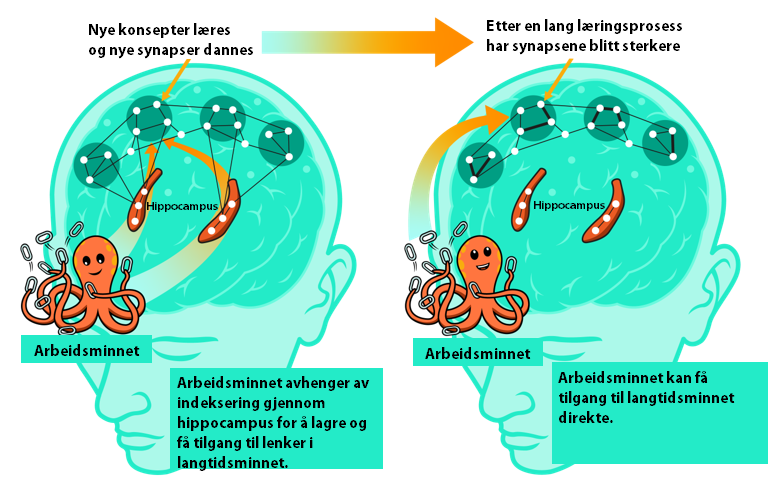 Nye konsepter læres
og nye synapser dannes
Etter en lang læringsprosess
har synapsene blitt sterkere
Hippocampus
Hippocampus
Arbeidsminnet
Arbeidsminnet
Arbeidsminnet avhenger av
indeksering gjennom
hippocampus for å lagre og
få tilgang til lenker i
langtidsminnet.
Arbeidsminnet kan få
tilgang til langtidsminnet
direkte.